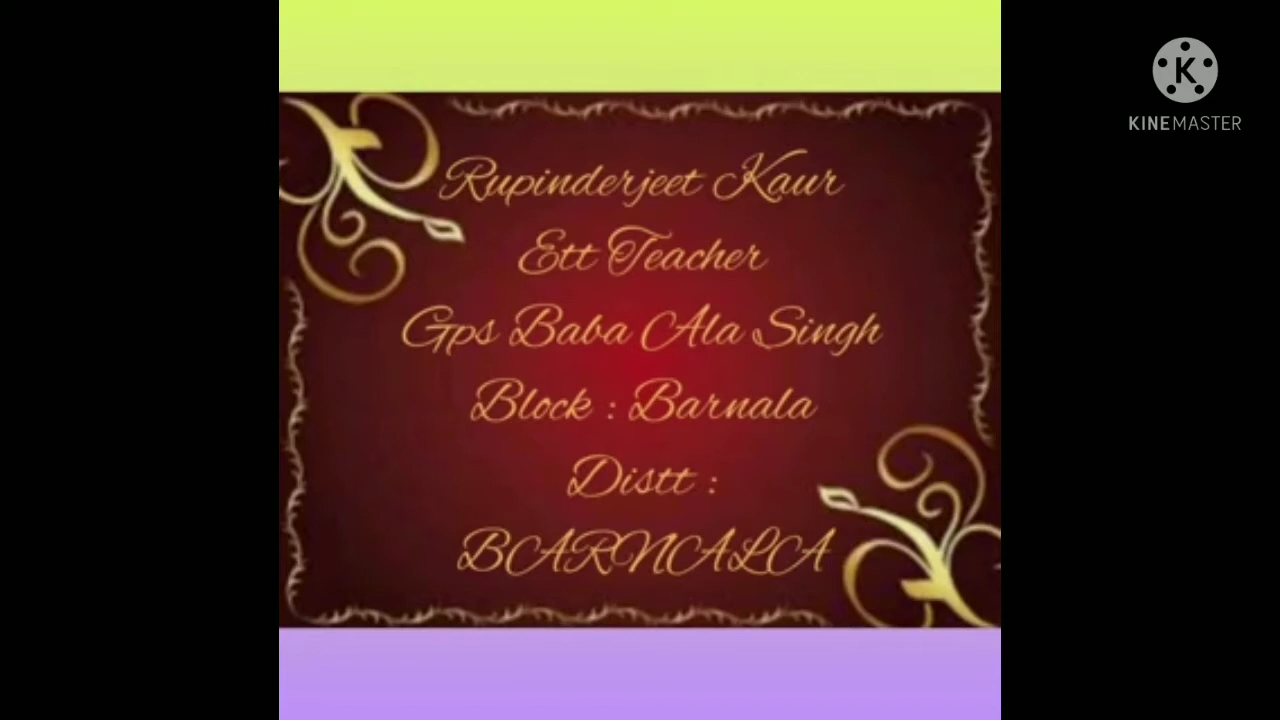 Rupinderjeet Kaur
Ett Teacher
Gps Baba Ala Singh
Block : Barnala
Distt :
BARNALA
K
KINEMASTER